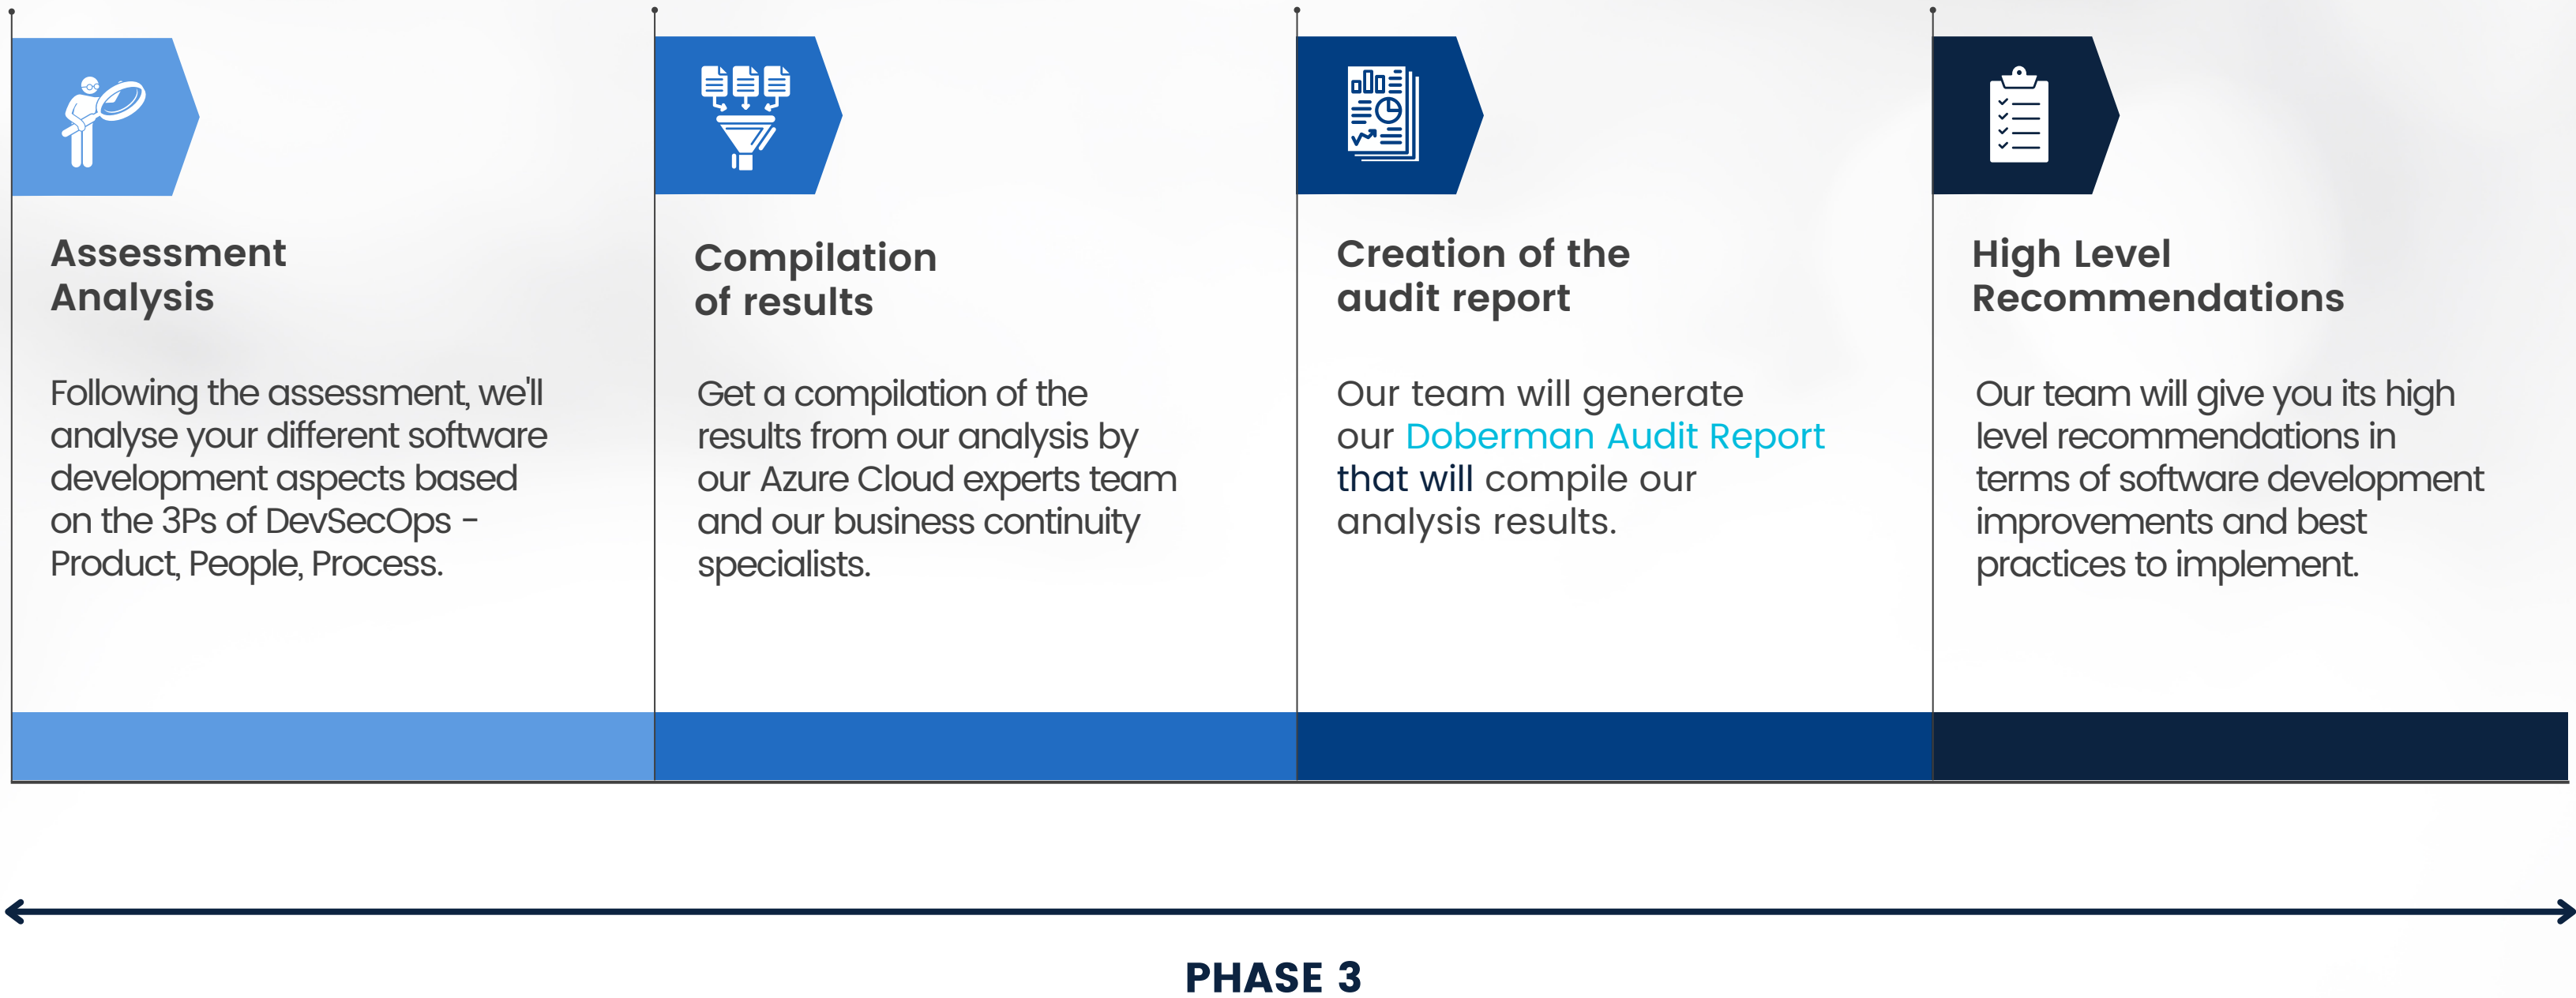 Assessment
Analysis
Following the assessment, we'll
analyse your different software
development aspects based
on the 3Ps of DevSecOps -
Product, People, Process.
Compilation
of results
Get a compilation of the
results from our analysis by
our Azure Cloud experts team
and our business continuity
specialists.
Creation of the
audit report
Our team will generate
our Doberman Audit Report
that will compile our
analysis results.
High Level
Recommendations
Our team will give you its high
level recommendations in
terms of software development
improvements and best
practices to implement.
PHASE 3